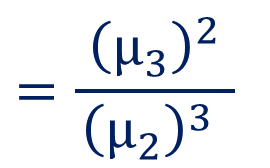 = (μ₃)² / (μ₂)³